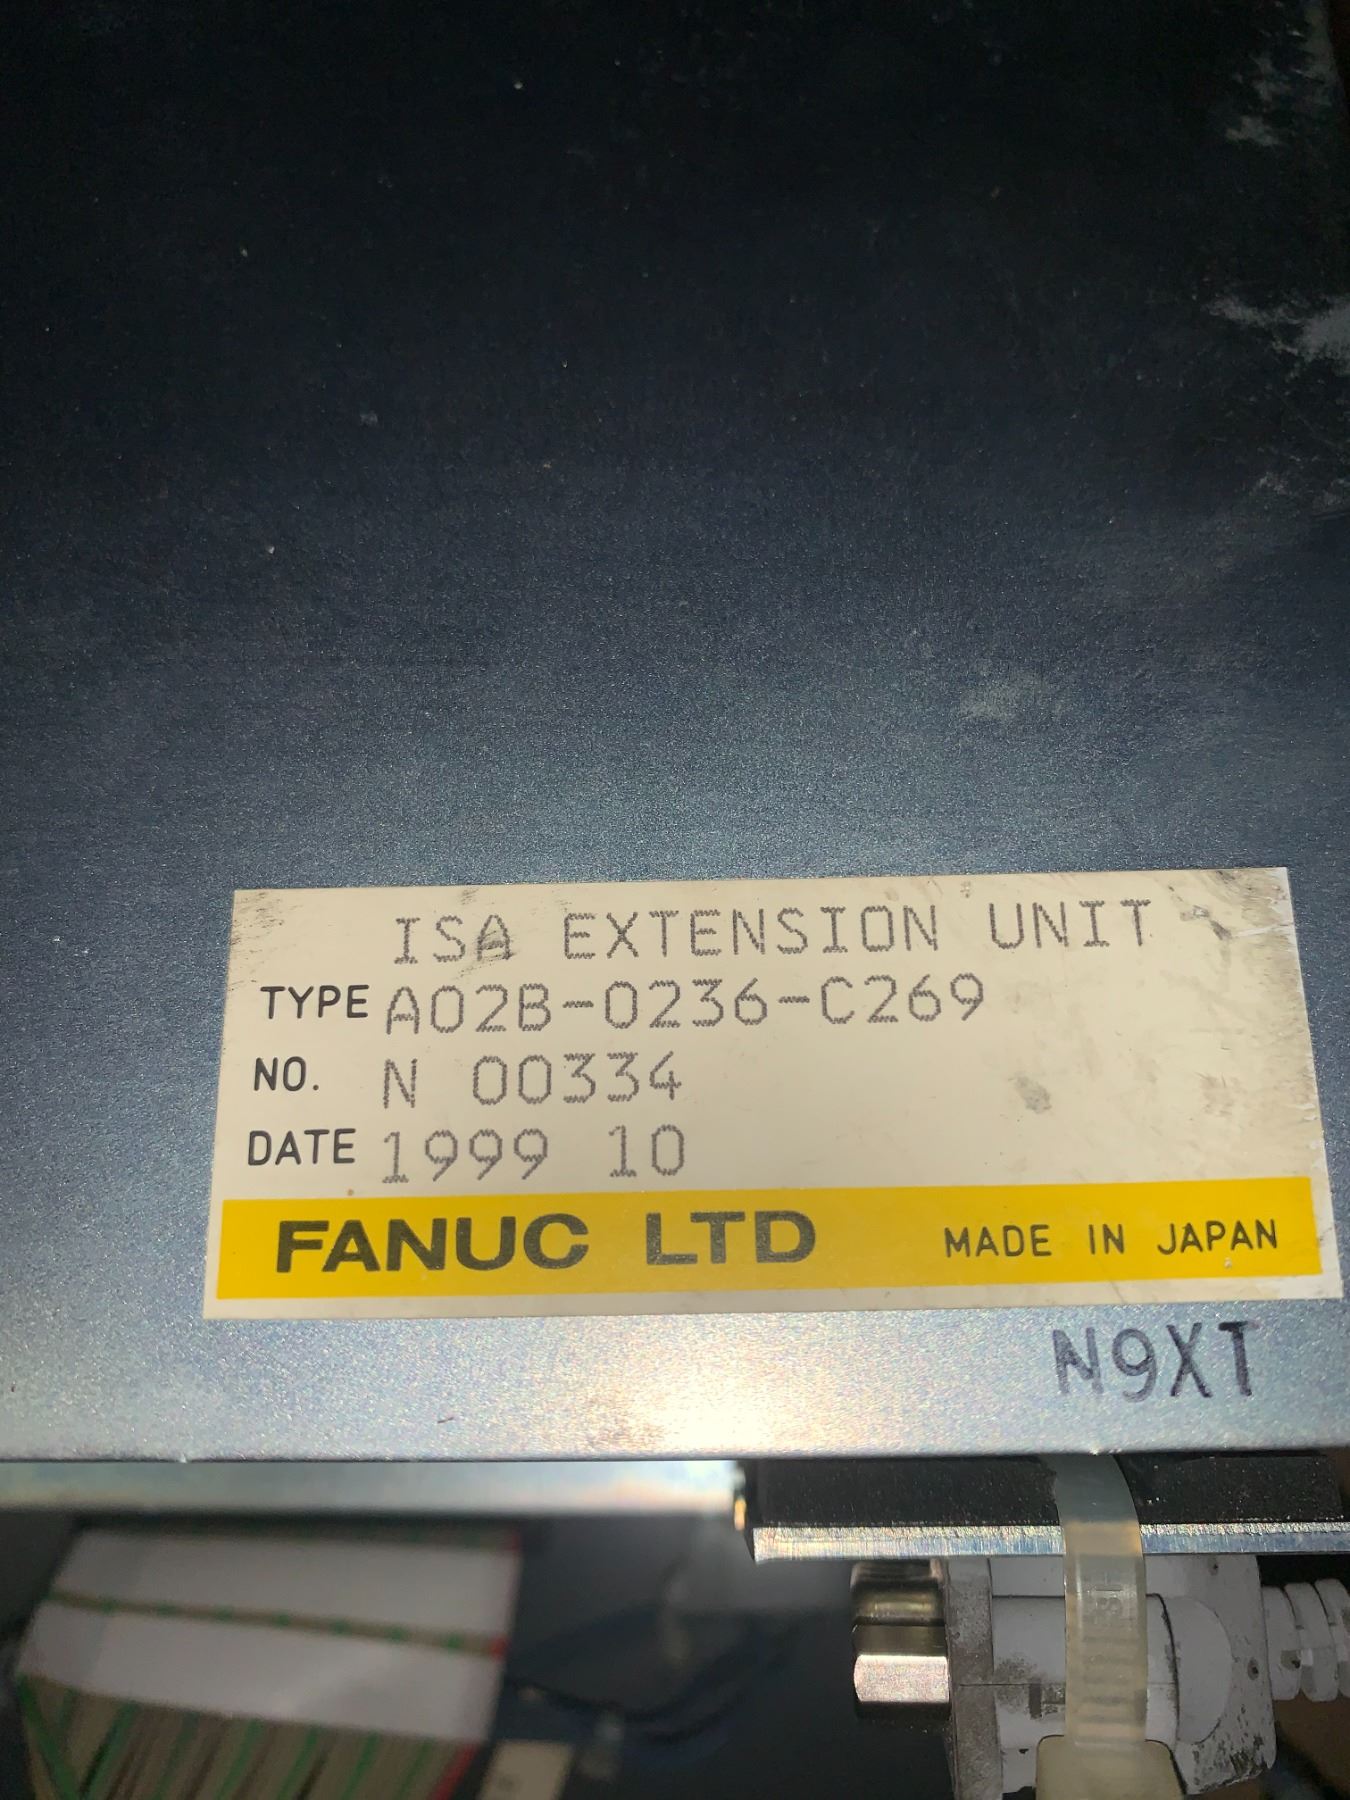 ISA EXTENSION UNIT
TYPE A02B-0236-C269
NO. N 00334
DATE 1999 10
FANUC LTD MADE IN JAPAN
N9XT